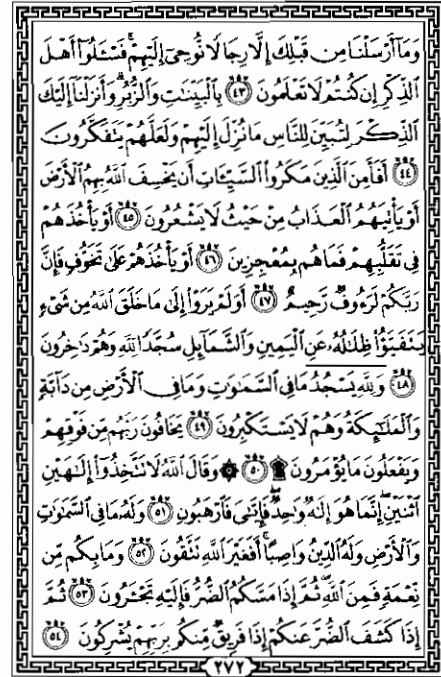 وَمَآ أَرْسَلْنَا مِن قَبْلِكَ إِلَّا رِجَالًا نُّوحِىٓ إِلَيْهِمْ ۚ فَسْـَٔلُوٓا۟ أَهْلَ
ٱلذِّكْرِ إِن كُنتُمْ لَا تَعْلَمُونَ ٤٣ بِٱلْبَيِّنَـٰتِ وَٱلزُّبُرِ ۗ وَأَنزَلْنَآ إِلَيْكَ
ٱلذِّكْرَ لِتُبَيِّنَ لِلنَّاسِ مَا نُزِّلَ إِلَيْهِمْ وَلَعَلَّهُمْ يَتَفَكَّرُونَ
٤٤ أَفَأَمِنَ ٱلَّذِينَ مَكَرُوا۟ ٱلسَّيِّـَٔاتِ أَن يَخْسِفَ ٱللَّهُ بِهِمُ ٱلْأَرْضَ
أَوْ يَأْتِيَهُمُ ٱلْعَذَابُ مِنْ حَيْثُ لَا يَشْعُرُونَ ٤٥ أَوْ يَأْخُذَهُمْ
فِى تَقَلُّبِهِمْ فَمَا هُم بِمُعْجِزِينَ ٤٦ أَوْ يَأْخُذَهُمْ عَلَىٰ تَخَوُّفٍ فَإِنَّ
رَبَّكُمْ لَرَءُوفٌ رَّحِيمٌ ٤٧ أَوَلَمْ يَرَوْا۟ إِلَىٰ مَا خَلَقَ ٱللَّهُ مِن شَىْءٍ
يَتَفَيَّؤُا۟ ظِلَـٰلُهُۥ عَنِ ٱلْيَمِينِ وَٱلشَّمَآئِلِ سُجَّدًا لِّلَّهِ وَهُمْ دَٰخِرُونَ
٤٨ وَلِلَّهِ يَسْجُدُ مَا فِى ٱلسَّمَـٰوَٰتِ وَمَا فِى ٱلْأَرْضِ مِن دَآبَّةٍ
وَٱلْمَلَـٰٓئِكَةُ وَهُمْ لَا يَسْتَكْبِرُونَ ٤٩ يَخَافُونَ رَبَّهُم مِّن فَوْقِهِمْ
وَيَفْعَلُونَ مَا يُؤْمَرُونَ ۩ ٥٠ ۞ وَقَالَ ٱللَّهُ لَا تَتَّخِذُوٓا۟ إِلَـٰهَيْنِ
ٱثْنَيْنِ ۖ إِنَّمَا هُوَ إِلَـٰهٌ وَٰحِدٌ ۖ فَإِيَّـٰىَ فَٱرْهَبُونِ ٥١ وَلَهُۥ مَا فِى ٱلسَّمَـٰوَٰتِ
وَٱلْأَرْضِ وَلَهُ ٱلدِّينُ وَاصِبًا ۚ أَفَغَيْرَ ٱللَّهِ تَتَّقُونَ ٥٢ وَمَا بِكُم مِّن
نِّعْمَةٍ فَمِنَ ٱللَّهِ ۖ ثُمَّ إِذَا مَسَّكُمُ ٱلضُّرُّ فَإِلَيْهِ تَجْـَٔرُونَ ٥٣ ثُمَّ
إِذَا كَشَفَ ٱلضُّرَّ عَنكُمْ إِذَا فَرِيقٌ مِّنكُم بِرَبِّهِمْ يُشْرِكُونَ ٥٤
٢٧٢